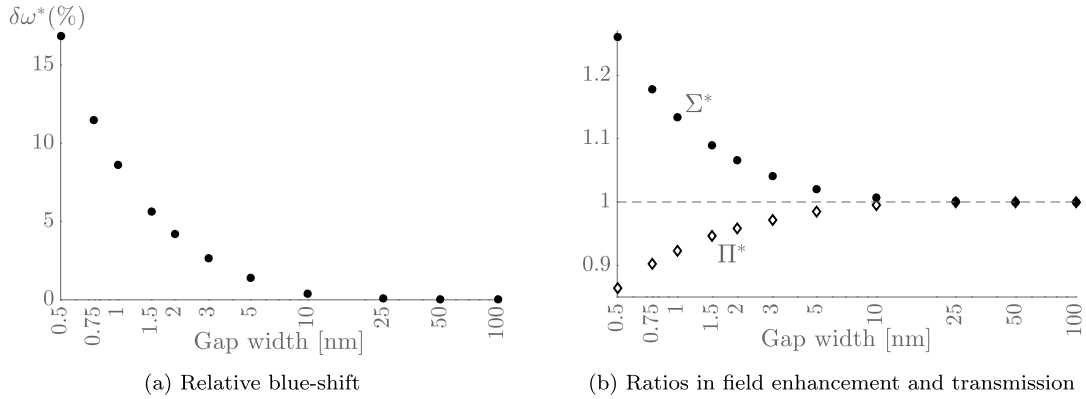 δω*(%)
15
10
5
0
0.5 0.75 1 1.5 2 3 5 10 25 50 100
Gap width [nm]
(a) Relative blue-shift
1.2
1.1
1
0.9
Σ*
Π*
0.5 0.75 1 1.5 2 3 5 10 25 50 100
Gap width [nm]
(b) Ratios in field enhancement and transmission